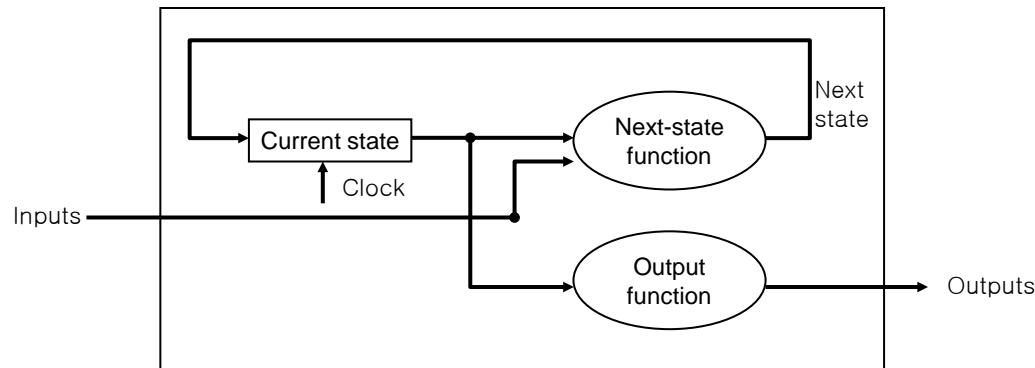 Next
state
Current state
Next-state
function
Clock
Inputs
Output
function
Outputs